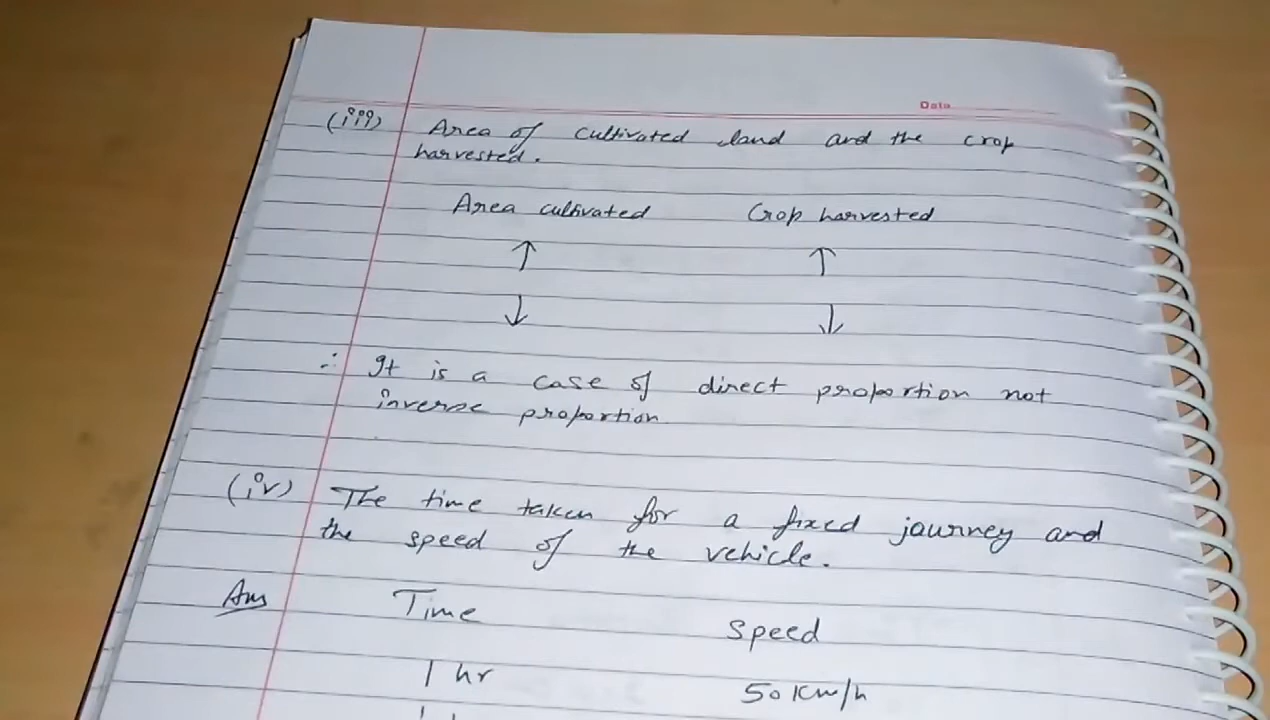 Date
(iii) Area of cultivated land and the crop
harvested.
Area cultivated Crop harvested
↑ ↑
↓ ↓
∴ It is a case of direct proportion not
inverse proportion
(iv) The time taken for a fixed journey and
the speed of the vehicle.
Ans Time Speed
1 hr 50 Km/h